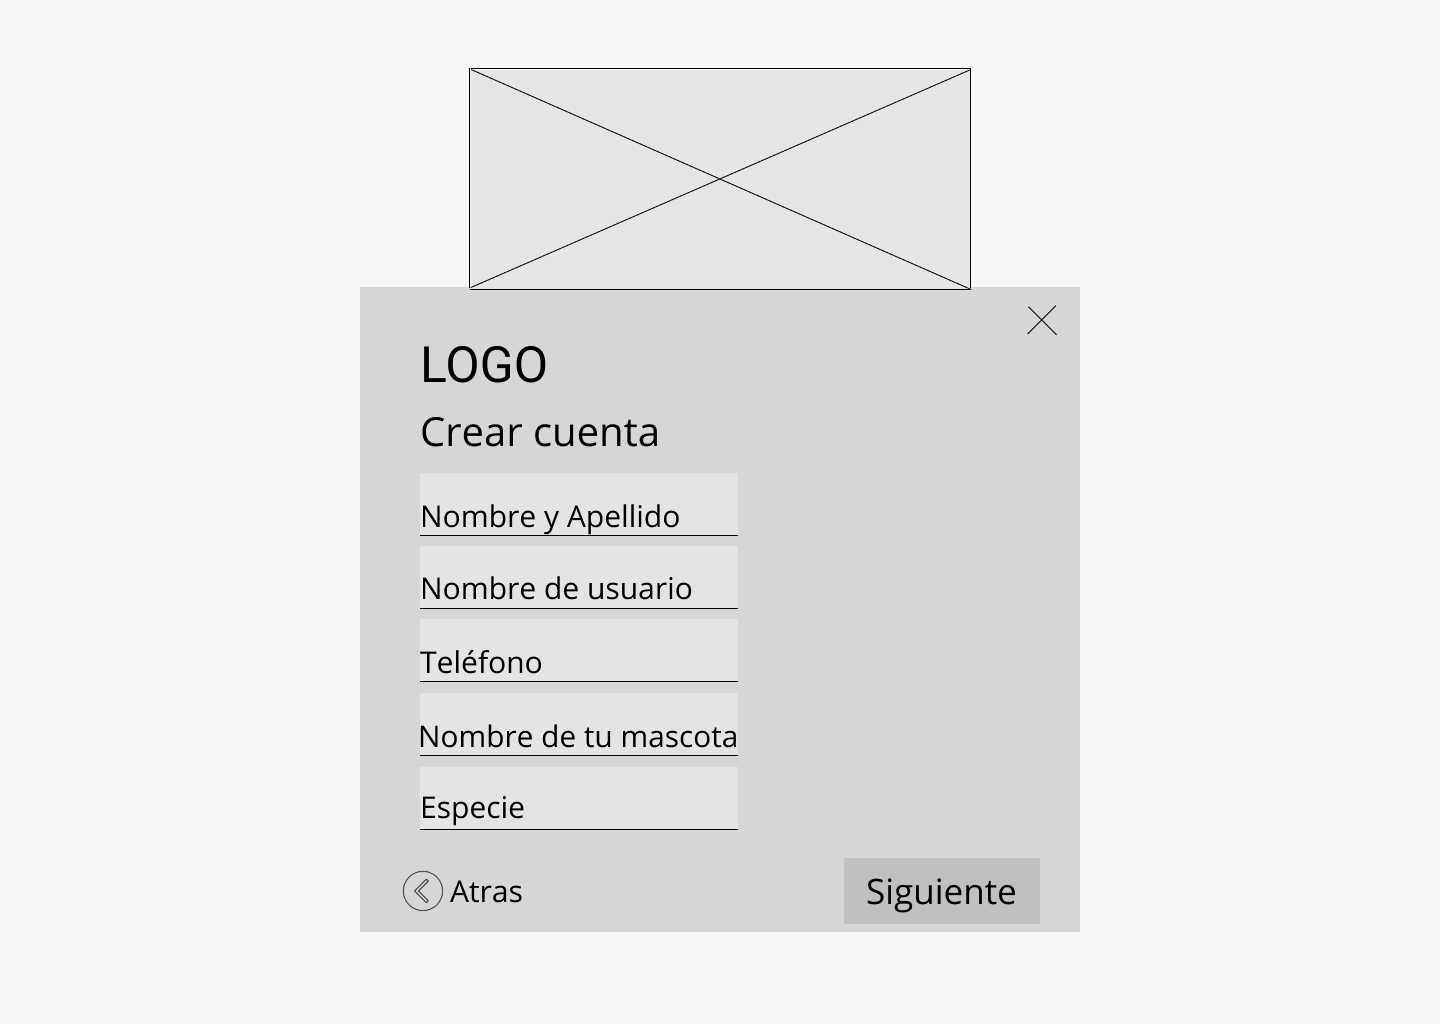 LOGO
Crear cuenta
Nombre y Apellido
Nombre de usuario
Teléfono
Nombre de tu mascota
Especie
Atras
Siguiente